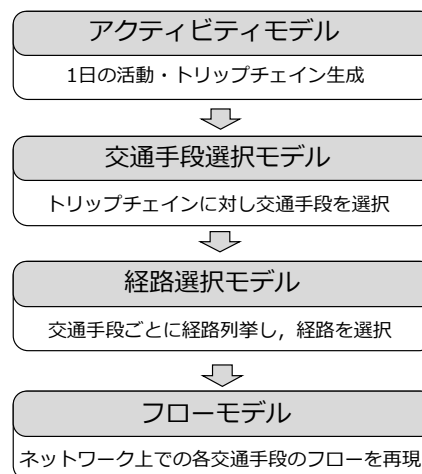 アクティビティモデル
1日の活動・トリップチェイン生成
交通手段選択モデル
トリップチェインに対し交通手段を選択
経路選択モデル
交通手段ごとに経路列挙し，経路を選択
フローモデル
ネットワーク上での各交通手段のフローを再現